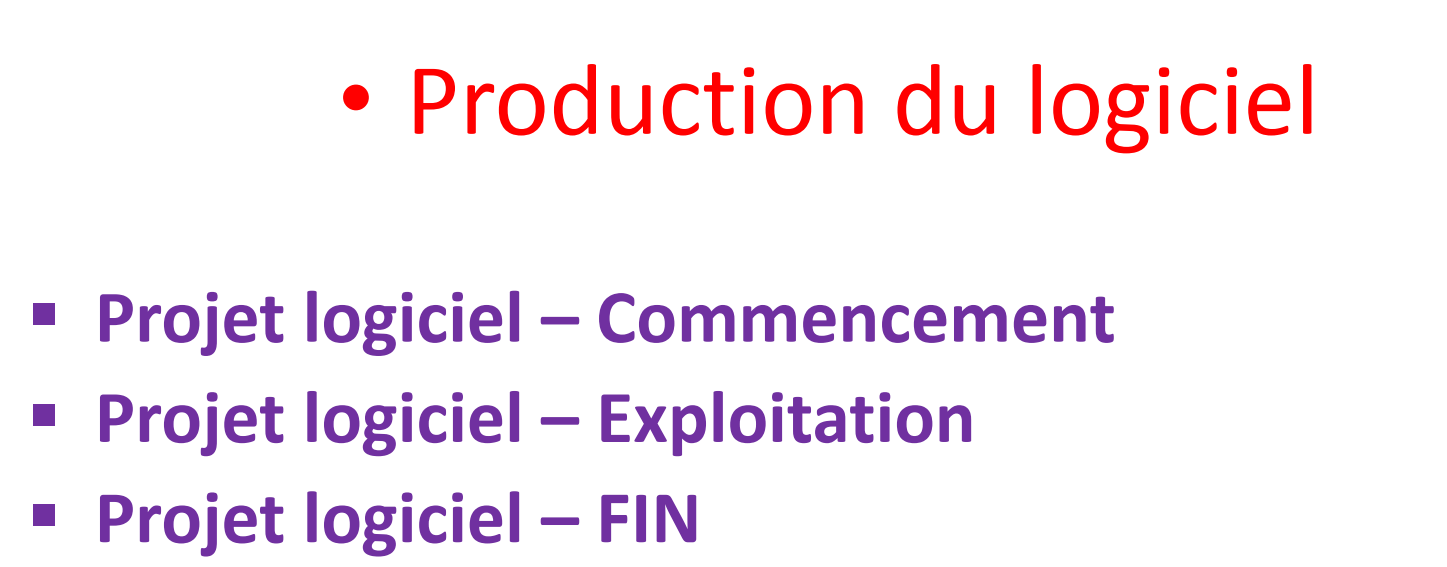 • Production du logiciel
▪ Projet logiciel – Commencement
▪ Projet logiciel – Exploitation
▪ Projet logiciel – FIN